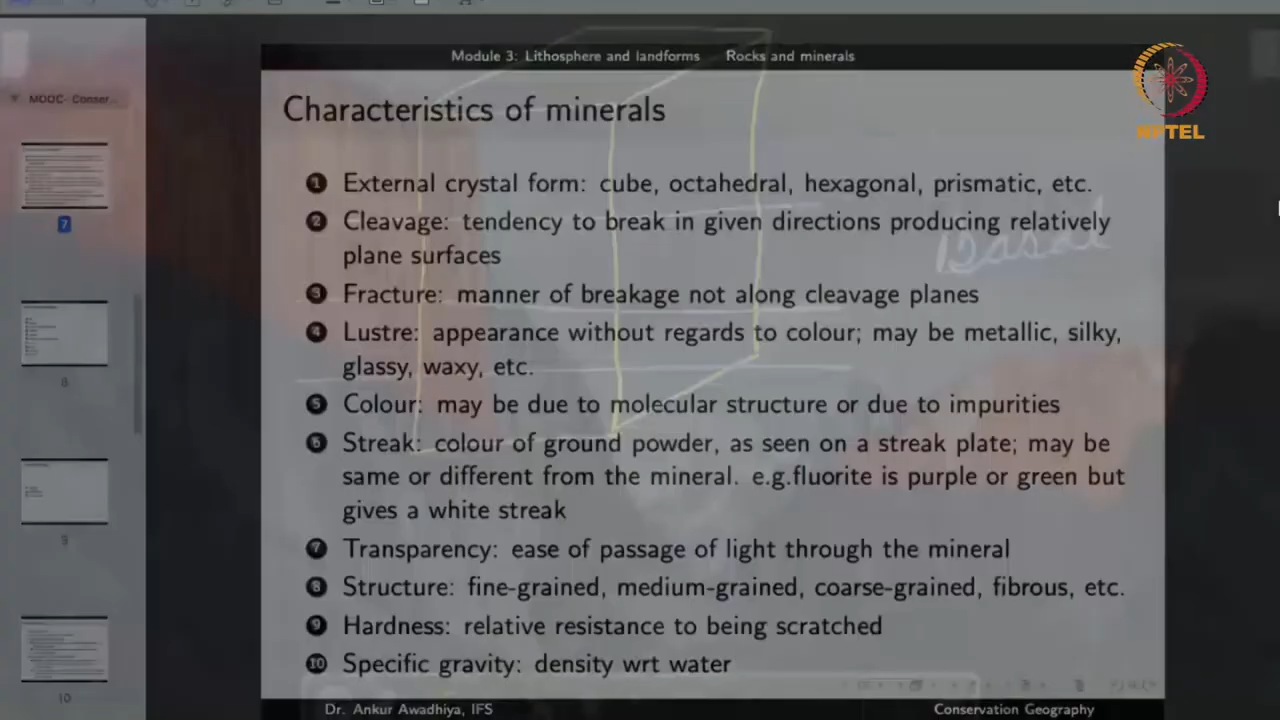 Module 3: Lithosphere and landforms Rocks and minerals
NPTEL
MOOC- Conser...
Characteristics of minerals
1 External crystal form: cube, octahedral, hexagonal, prismatic, etc.
2 Cleavage: tendency to break in given directions producing relatively
plane surfaces
3 Fracture: manner of breakage not along cleavage planes
4 Lustre: appearance without regards to colour; may be metallic, silky,
glassy, waxy, etc.
5 Colour: may be due to molecular structure or due to impurities
6 Streak: colour of ground powder, as seen on a streak plate; may be
same or different from the mineral. e.g.fluorite is purple or green but
gives a white streak
7 Transparency: ease of passage of light through the mineral
8 Structure: fine-grained, medium-grained, coarse-grained, fibrous, etc.
9 Hardness: relative resistance to being scratched
10 Specific gravity: density wrt water
7
8
9
10
Dr. Ankur Awadhiya, IFS Conservation Geography